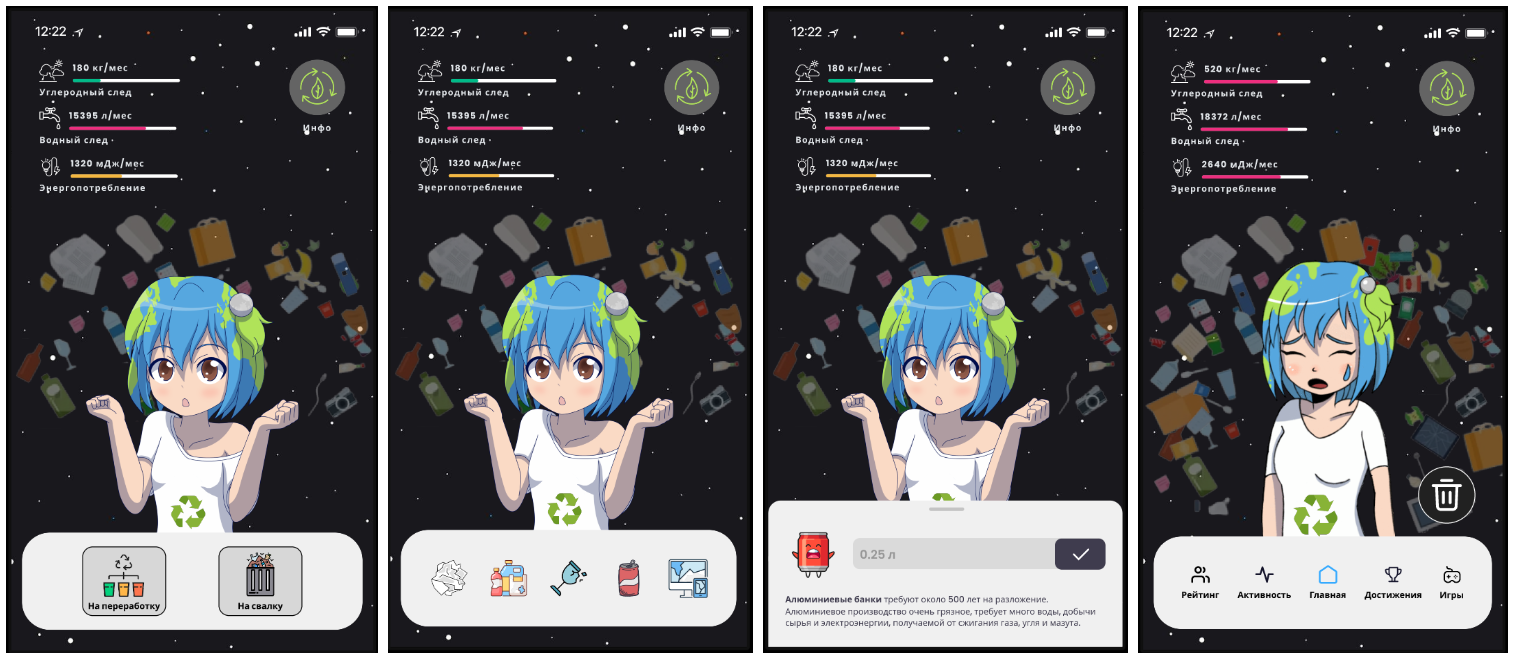 12:22
180 кг/мес
Углеродный след
15395 л/мес
Водный след
1320 мДж/мес
Энергопотребление
Инфо
На переработку
На свалку
12:22
180 кг/мес
Углеродный след
15395 л/мес
Водный след
1320 мДж/мес
Энергопотребление
Инфо
12:22
180 кг/мес
Углеродный след
15395 л/мес
Водный след
1320 мДж/мес
Энергопотребление
Инфо
0.25 л
Алюминиевые банки требуют около 500 лет на разложение.
Алюминиевое производство очень грязное, требует много воды, добычи
сырья и электроэнергии, получаемой от сжигания газа, угля и мазута.
12:22
520 кг/мес
Углеродный след
18372 л/мес
Водный след
2640 мДж/мес
Энергопотребление
Инфо
Рейтинг
Активность
Главная
Достижения
Игры